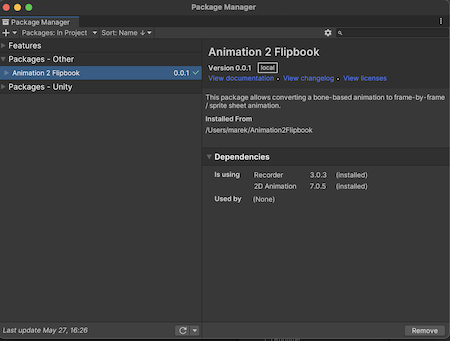 Package Manager
Package Manager
Packages: In Project
Sort: Name ↓
Features
Packages - Other
Animation 2 Flipbook
0.0.1
Packages - Unity
Last update May 27, 16:26
Animation 2 Flipbook
Version 0.0.1 local
View documentation · View changelog · View licenses
This package allows converting a bone-based animation to frame-by-frame
/ sprite sheet animation.
Installed From
/Users/marek/Animation2Flipbook
Dependencies
Is using Recorder 3.0.3 (installed)
2D Animation 7.0.5 (installed)
Used by (None)
Remove